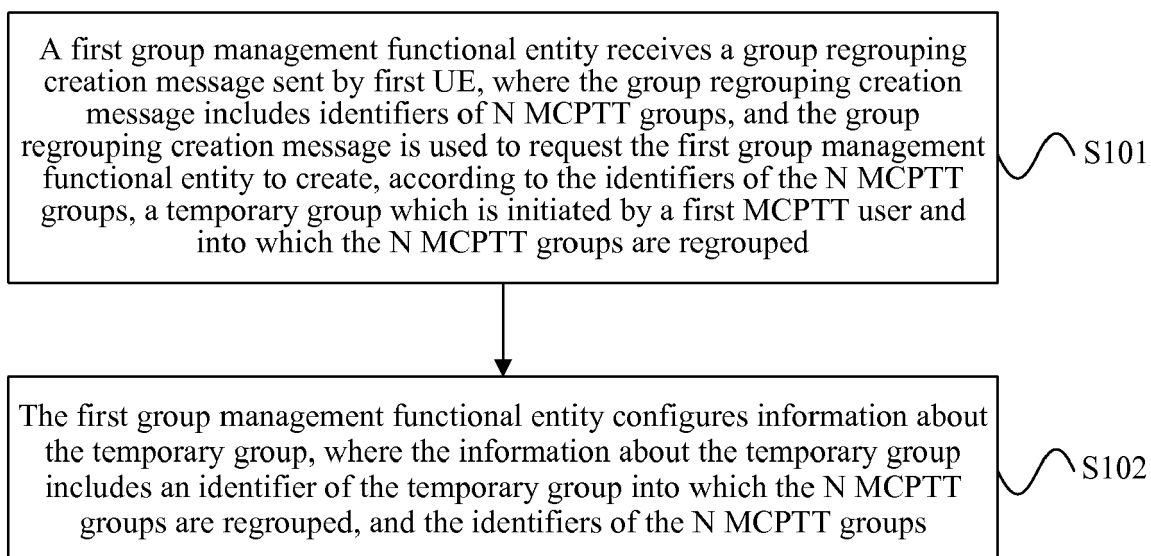 A first group management functional entity receives a group regrouping
creation message sent by first UE, where the group regrouping creation
message includes identifiers of N MCPTT groups, and the group
regrouping creation message is used to request the first group management
functional entity to create, according to the identifiers of the N MCPTT
groups, a temporary group which is initiated by a first MCPTT user and
into which the N MCPTT groups are regrouped
S101
The first group management functional entity configures information about
the temporary group, where the information about the temporary group
includes an identifier of the temporary group into which the N MCPTT
groups are regrouped, and the identifiers of the N MCPTT groups
S102